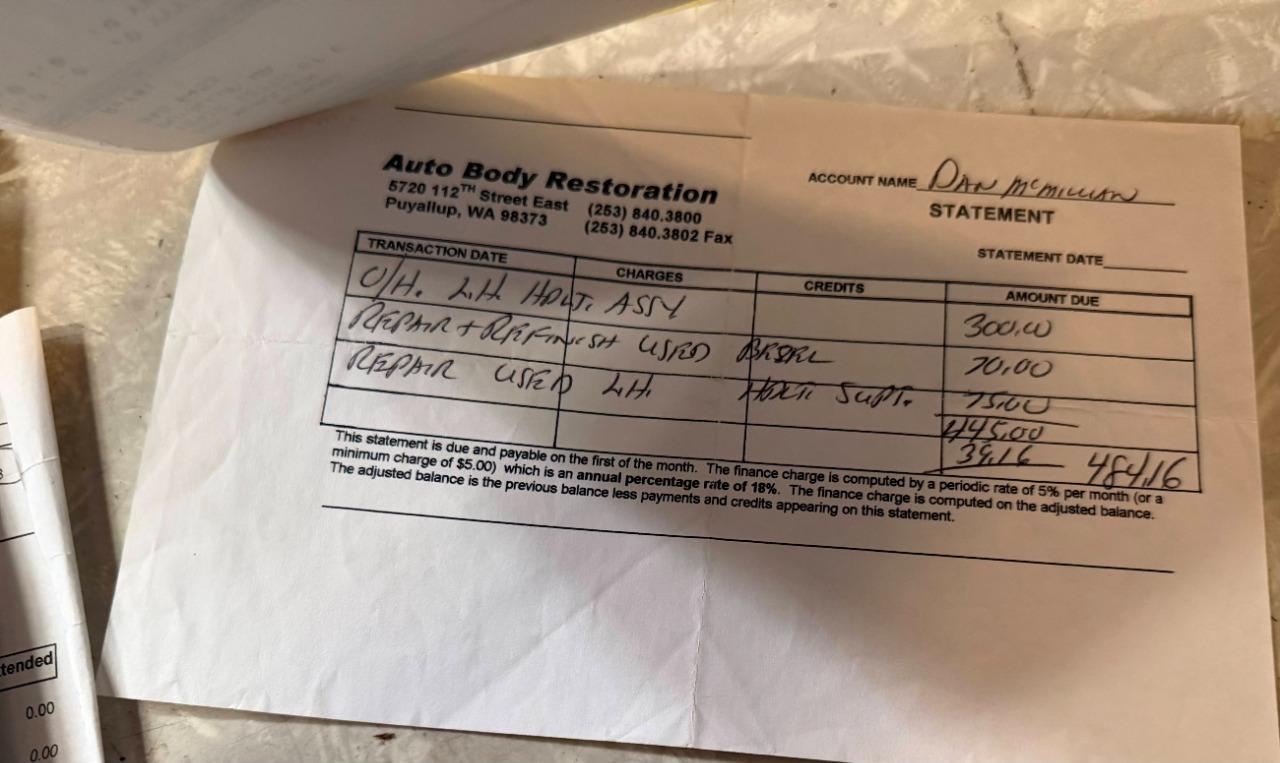 Auto Body Restoration
5720 112TH Street East (253) 840.3800
Puyallup, WA 98373 (253) 840.3802 Fax
ACCOUNT NAME DAN McMILLAN
STATEMENT
STATEMENT DATE
TRANSACTION DATE CHARGES CREDITS AMOUNT DUE
O/H. L.H. HDLT. ASSY 300.00
REPAIR + REFINISH USED BESEL 70.00
REPAIR USED L.H. HDLT. SUPT. 75.00
445.00
39.16 484.16
This statement is due and payable on the first of the month. The finance charge is computed by a periodic rate of 5% per month (or a
minimum charge of $5.00) which is an annual percentage rate of 18%. The finance charge is computed on the adjusted balance.
The adjusted balance is the previous balance less payments and credits appearing on this statement.
tended
0.00
0.00